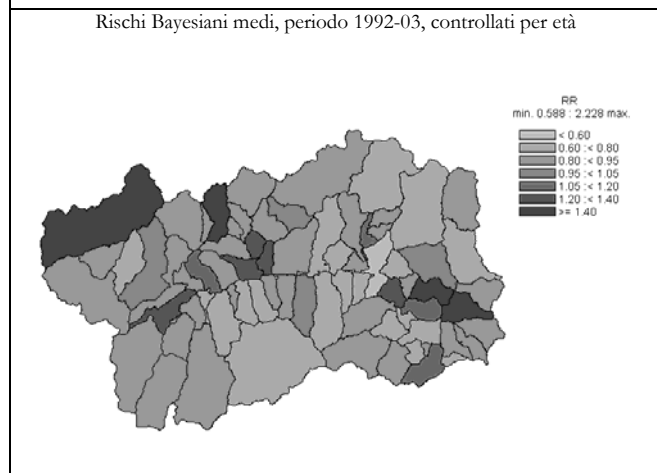 Rischi Bayesiani medi, periodo 1992-03, controllati per età
RR
min. 0.588 : 2.228 max.
< 0.60
0.60 :< 0.80
0.80 :< 0.95
0.95 :< 1.05
1.05 :< 1.20
1.20 :< 1.40
>= 1.40